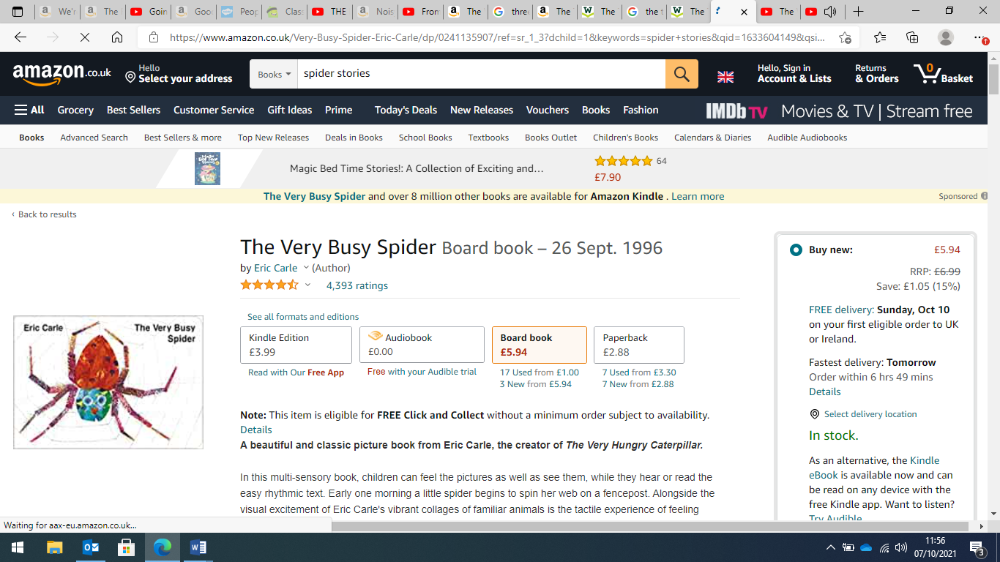 We'r
The
Goin
Goo
Peop
Clas
THE
Nois
Fron
The
thre
The
The
the t
The
The
https://www.amazon.co.uk/Very-Busy-Spider-Eric-Carle/dp/0241135907/ref=sr_1_3?dchild=1&keywords=spider+stories&qid=1633604149&qsi...
amazon.co.uk
Hello
Select your address
Books
spider stories
Hello, Sign in
Account & Lists
Returns
& Orders
0
Basket
All
Grocery
Best Sellers
Customer Service
Gift Ideas
Prime
Today's Deals
New Releases
Vouchers
Books
Fashion
IMDb TV Movies & TV | Stream free
Books
Advanced Search
Best Sellers & more
Top New Releases
Deals in Books
School Books
Textbooks
Books Outlet
Children's Books
Calendars & Diaries
Audible Audiobooks
Magic Bed Time Stories!: A Collection of Exciting and…
64
£7.90
The Very Busy Spider and over 8 million other books are available for Amazon Kindle . Learn more
Sponsored
‹ Back to results
Eric Carle
The Very Busy
Spider
The Very Busy Spider Board book – 26 Sept. 1996
by Eric Carle (Author)
4,393 ratings
See all formats and editions
Kindle Edition
£3.99
Read with Our Free App
Audiobook
£0.00
Free with your Audible trial
Board book
£5.94
17 Used from £1.00
3 New from £5.94
Paperback
£2.88
7 Used from £3.30
7 New from £2.88
Note: This item is eligible for FREE Click and Collect without a minimum order subject to availability.
Details
A beautiful and classic picture book from Eric Carle, the creator of The Very Hungry Caterpillar.
In this multi-sensory book, children can feel the pictures as well as see them, while they hear or read the
easy rhythmic text. Early one morning a little spider begins to spin her web on a fencepost. Alongside the
visual excitement of Eric Carle's vibrant collages of familiar animals is the tactile experience of feeling
Buy new:
£5.94
RRP: £6.99
Save: £1.05 (15%)
FREE delivery: Sunday, Oct 10
on your first eligible order to UK
or Ireland.
Fastest delivery: Tomorrow
Order within 6 hrs 49 mins
Details
Select delivery location
In stock.
As an alternative, the Kindle
eBook is available now and can
be read on any device with the
free Kindle app. Want to listen?
Try Audible
Waiting for aax-eu.amazon.co.uk...
11:56
07/10/2021
3